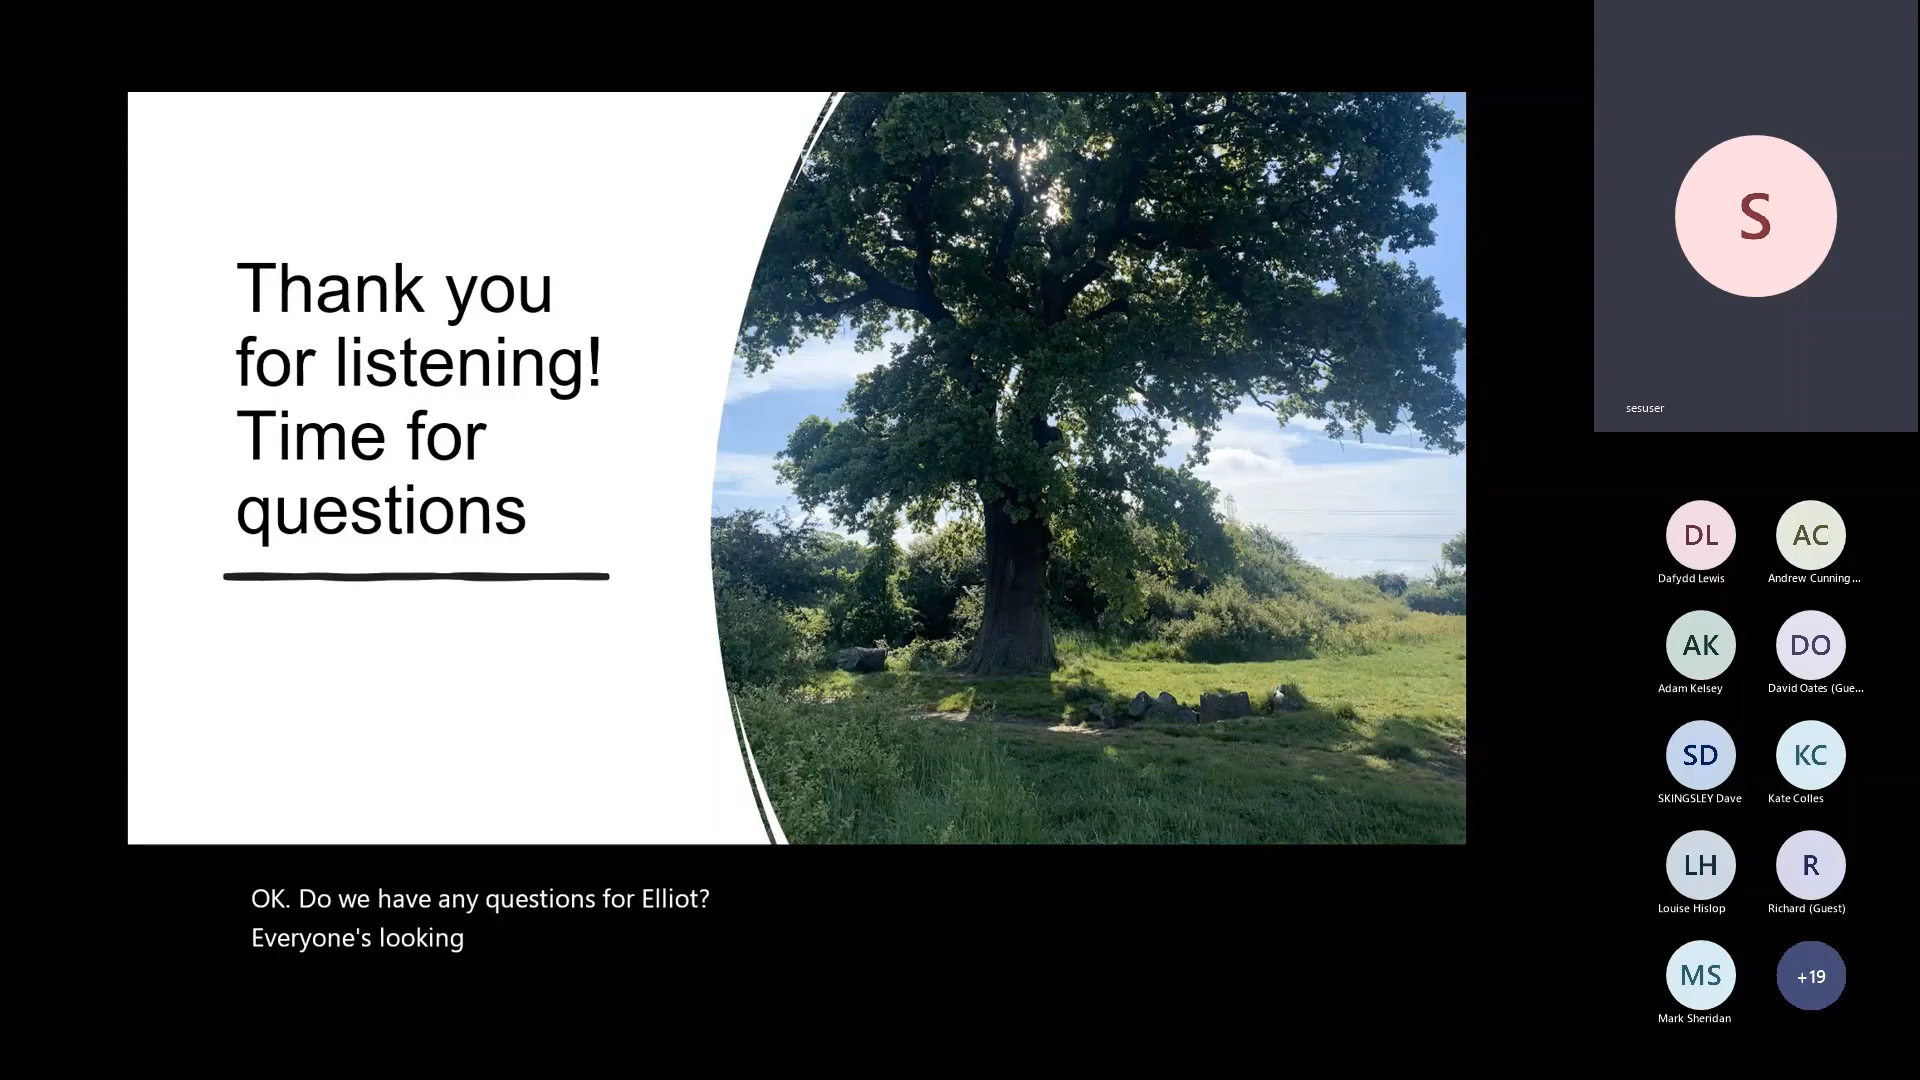 Thank you
for listening!
Time for
questions
OK. Do we have any questions for Elliot?
Everyone's looking
S
sesuser
DL
AC
Dafydd Lewis
Andrew Cunning...
AK
DO
Adam Kelsey
David Oates (Gue...
SD
KC
SKINGSLEY Dave
Kate Colles
LH
R
Louise Hislop
Richard (Guest)
MS
+19
Mark Sheridan